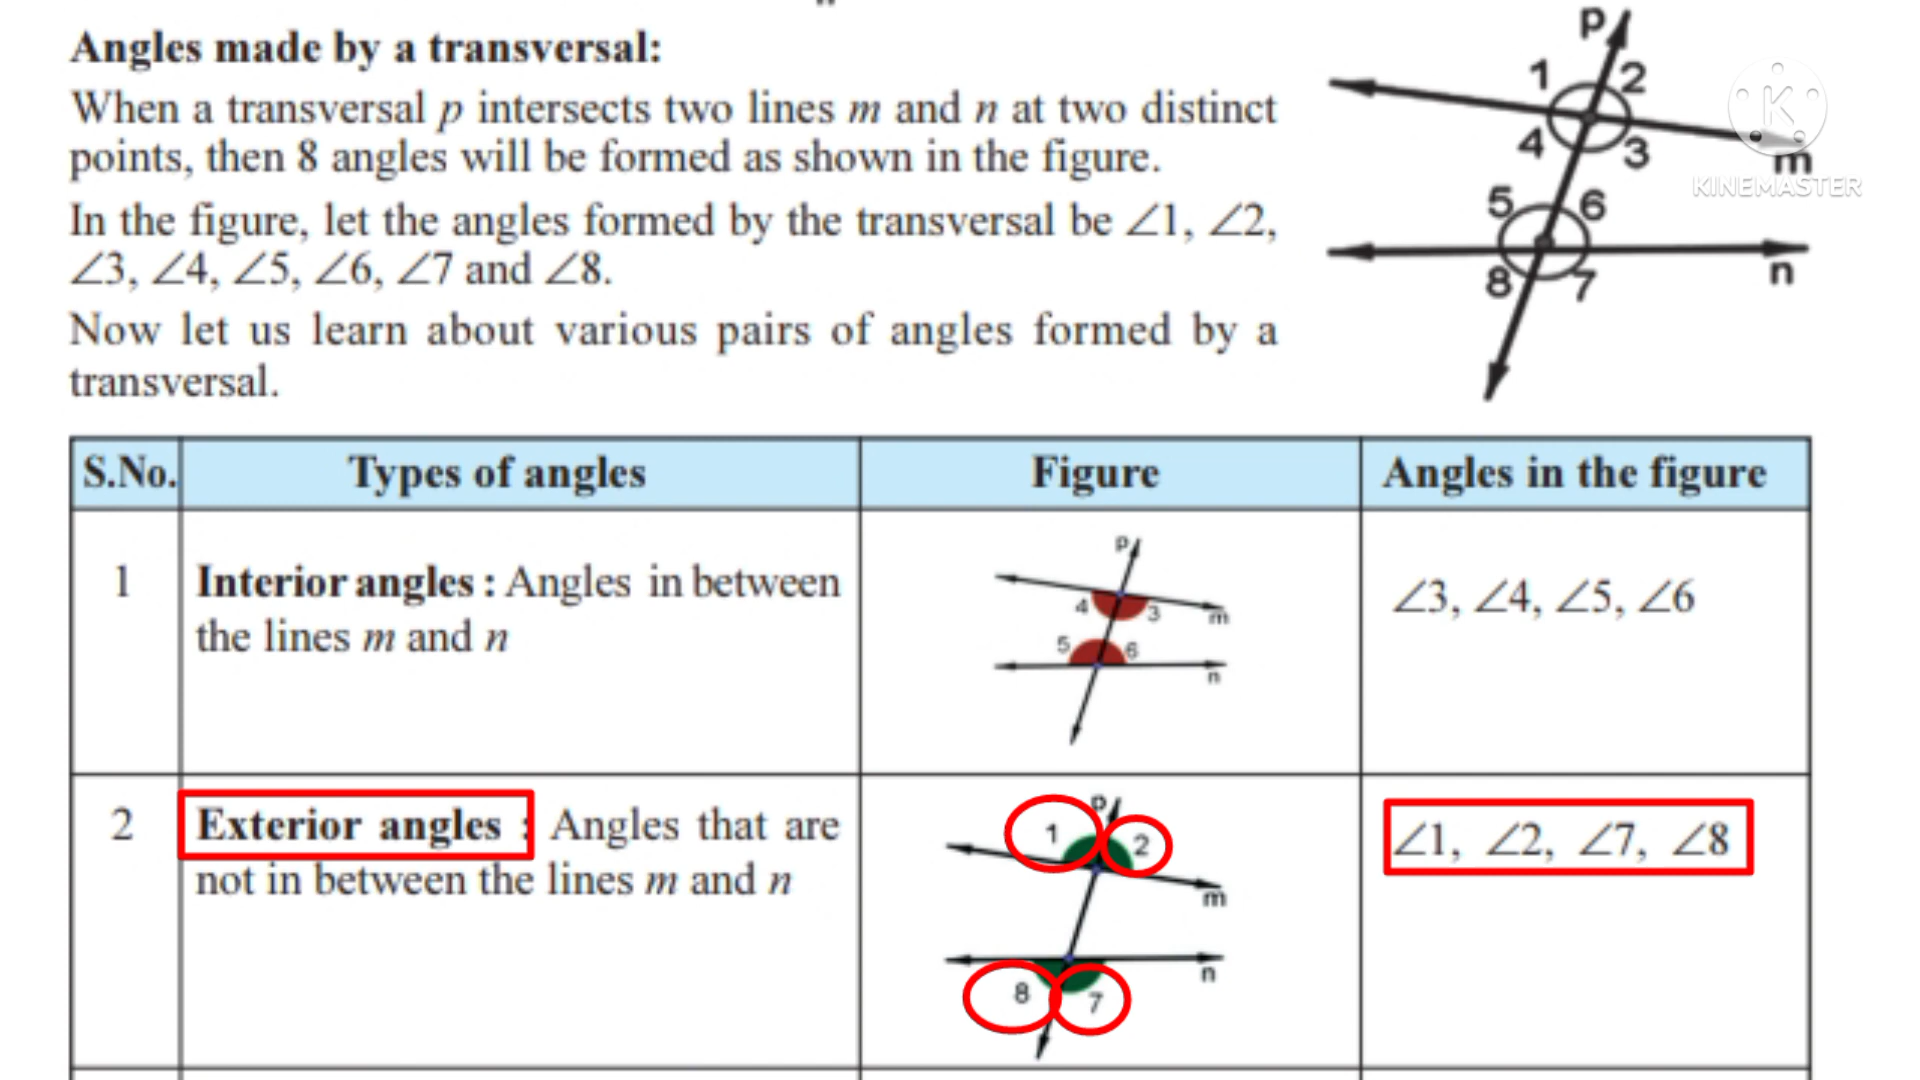 Angles made by a transversal:
When a transversal p intersects two lines m and n at two distinct
points, then 8 angles will be formed as shown in the figure.
In the figure, let the angles formed by the transversal be ∠1, ∠2,
∠3, ∠4, ∠5, ∠6, ∠7 and ∠8.
Now let us learn about various pairs of angles formed by a
transversal.
p
1 2
4 3
m
KINEMASTER
5 6
8 7
n
S.No. Types of angles Figure Angles in the figure
1 Interior angles : Angles in between
the lines m and n
p
4 3
m
5 6
n
∠3, ∠4, ∠5, ∠6
2 Exterior angles : Angles that are
not in between the lines m and n
p
1 2
m
n
8 7
∠1, ∠2, ∠7, ∠8